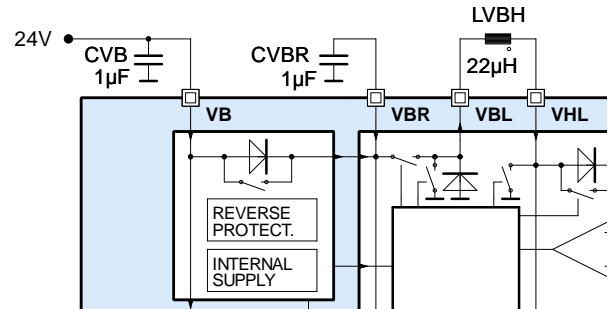 LVBH
24V
CVB
1µF
CVBR
1µF
22µH
VB
VBR
VBL
VHL
REVERSE
PROTECT.
INTERNAL
SUPPLY